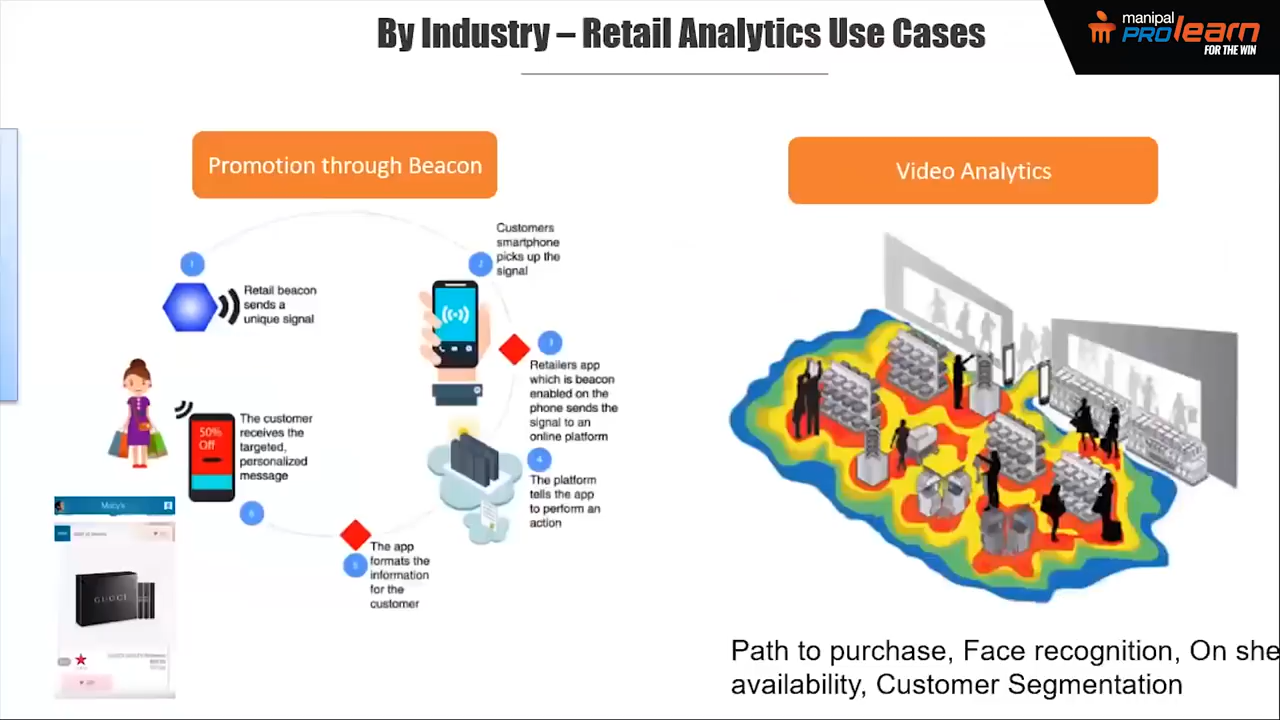 By Industry – Retail Analytics Use Cases
manipal
PROlearn
FOR THE WIN
Promotion through Beacon
Video Analytics
1
Retail beacon
sends a
unique signal
2
Customers
smartphone
picks up the
signal
3
Retailers app
which is beacon
enabled on the
phone sends the
signal to an
online platform
4
The platform
tells the app
to perform an
action
5
The app
formats the
information
for the
customer
6
The customer
receives the
targeted,
personalized
message
50%
Off
Macy's
GUCCI
Path to purchase, Face recognition, On she
availability, Customer Segmentation